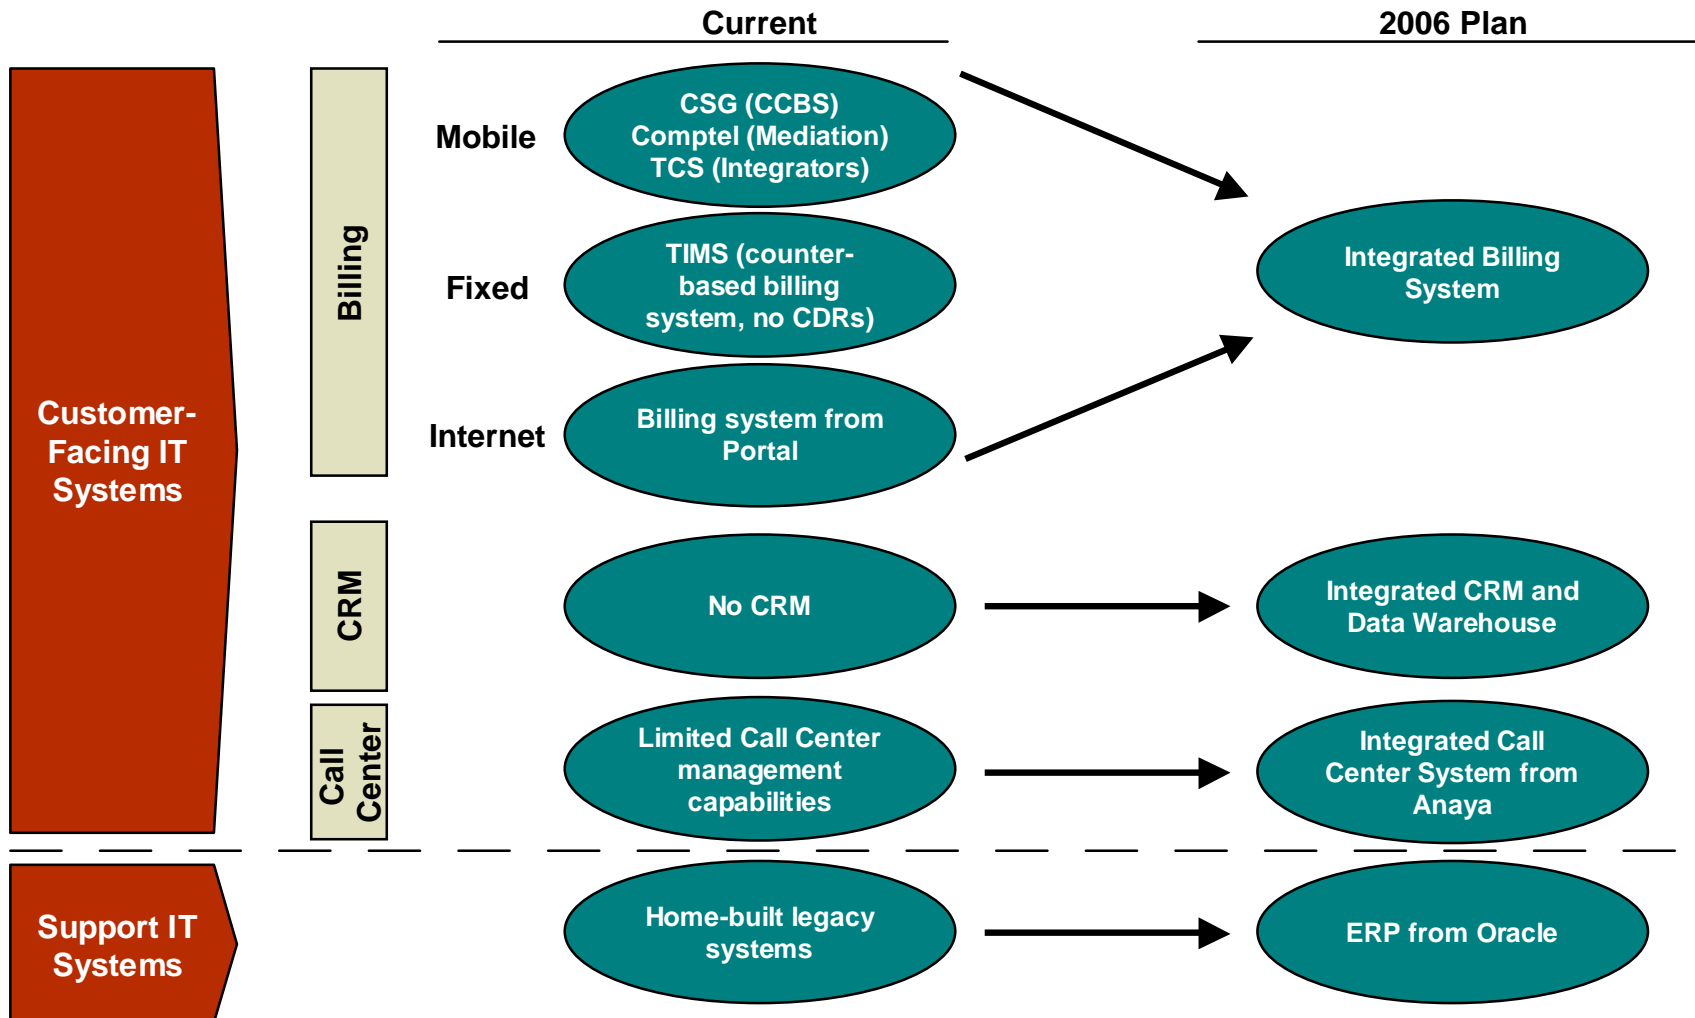 Current
2006 Plan
Customer-
Facing IT
Systems
Billing
Mobile
CSG (CCBS)
Comptel (Mediation)
TCS (Integrators)
Fixed
TIMS (counter-
based billing
system, no CDRs)
Internet
Billing system from
Portal
Integrated Billing
System
CRM
No CRM
Integrated CRM and
Data Warehouse
Call
Center
Limited Call Center
management
capabilities
Integrated Call
Center System from
Anaya
Support IT
Systems
Home-built legacy
systems
ERP from Oracle